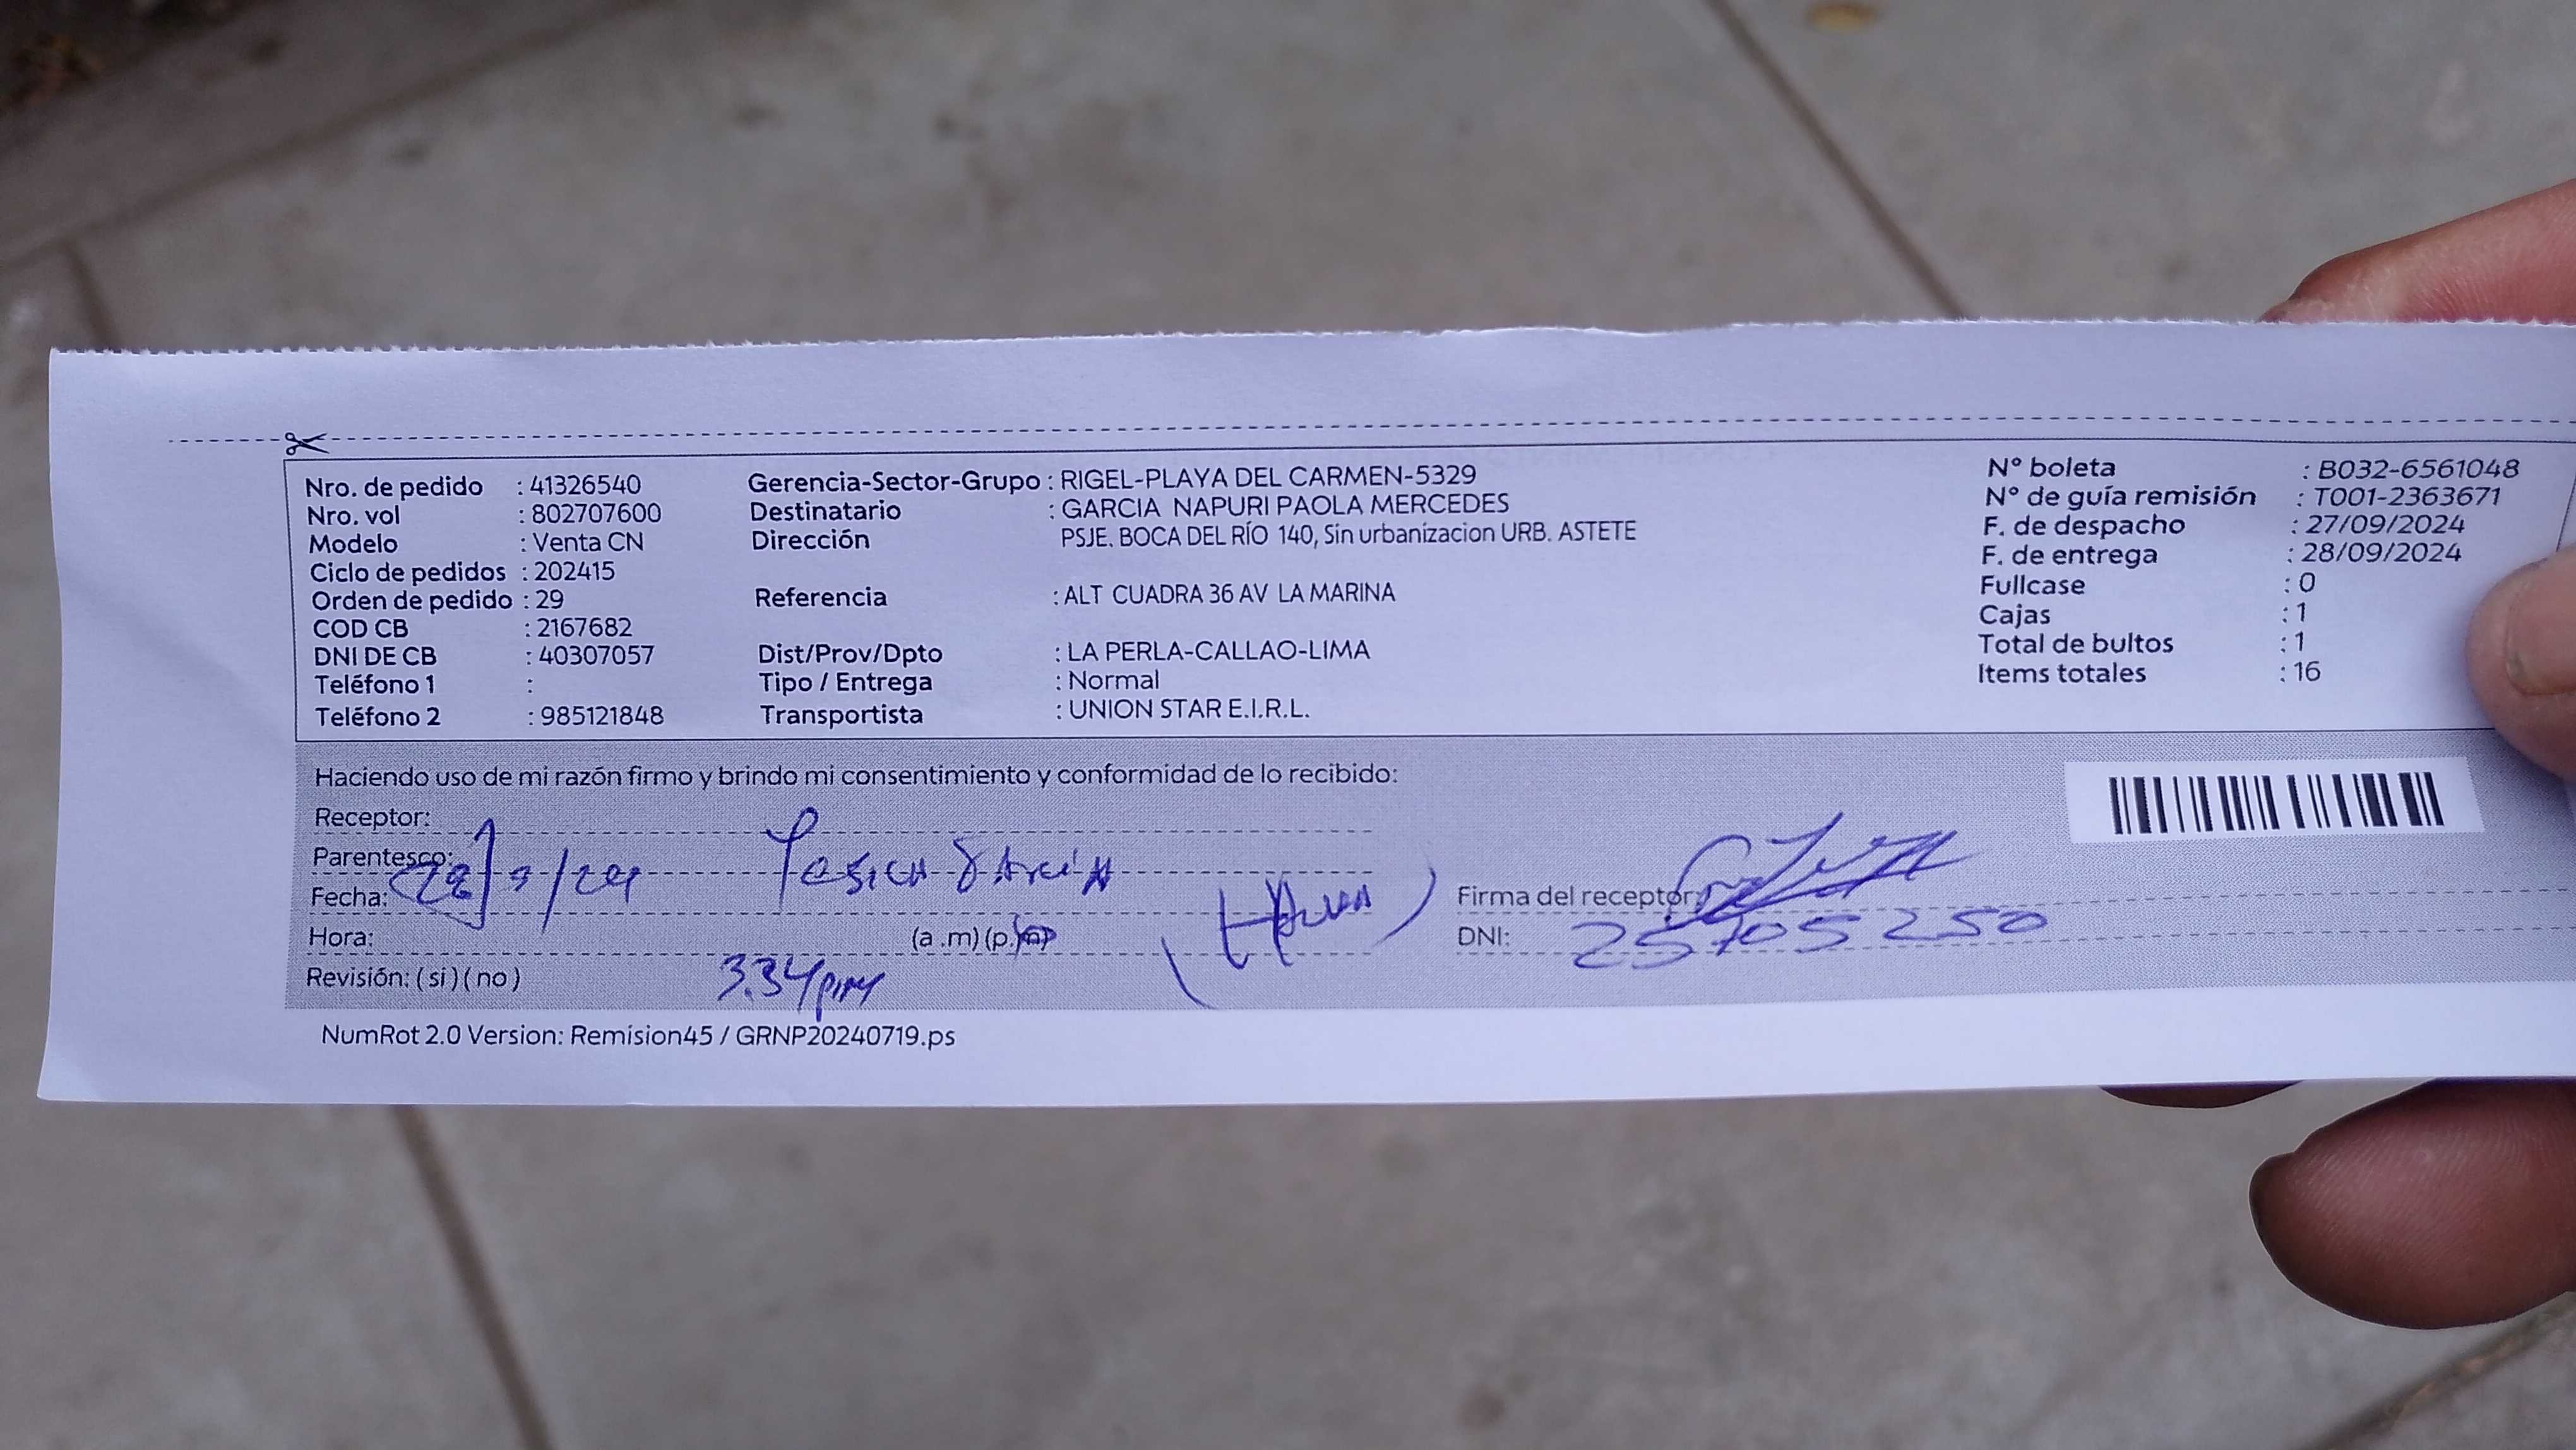 Nro. de pedido : 41326540
Nro. vol : 802707600
Modelo : Venta CN
Ciclo de pedidos : 202415
Orden de pedido : 29
COD CB : 2167682
DNI DE CB : 40307057
Teléfono 1 :
Teléfono 2 : 985121848
Gerencia-Sector-Grupo : RIGEL-PLAYA DEL CARMEN-5329
Destinatario : GARCIA NAPURI PAOLA MERCEDES
Dirección PSJE. BOCA DEL RÍO 140, Sin urbanizacion URB. ASTETE
Referencia : ALT CUADRA 36 AV LA MARINA
Dist/Prov/Dpto : LA PERLA-CALLAO-LIMA
Tipo / Entrega : Normal
Transportista : UNION STAR E.I.R.L.
N° boleta : B032-6561048
N° de guía remisión : T001-2363671
F. de despacho : 27/09/2024
F. de entrega : 28/09/2024
Fullcase : 0
Cajas : 1
Total de bultos : 1
Items totales : 16
Haciendo uso de mi razón firmo y brindo mi consentimiento y conformidad de lo recibido:
Receptor:
Parentesco:
Fecha: 28/9/24
Hora: (a .m) (p.m)
Revisión: ( si ) ( no ) 3.34 pm
Firma del receptor:
DNI: 25705250
NumRot 2.0 Version: Remision45 / GRNP20240719.ps